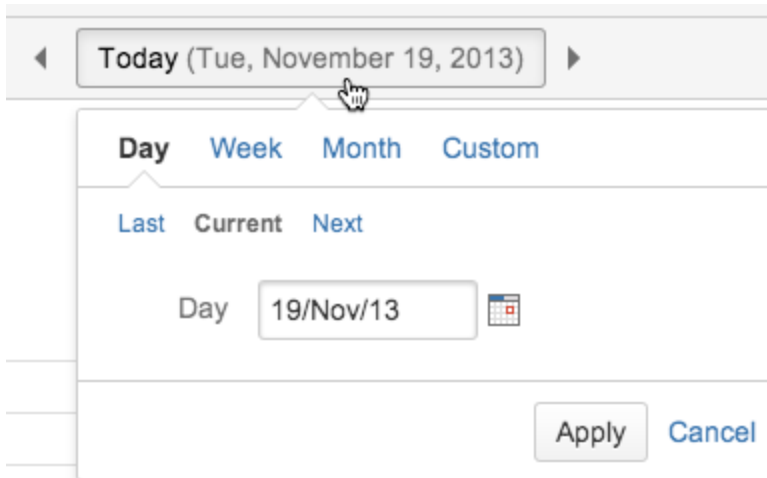 Today (Tue, November 19, 2013)
Day Week Month Custom
Last Current Next
Day 19/Nov/13
Apply Cancel